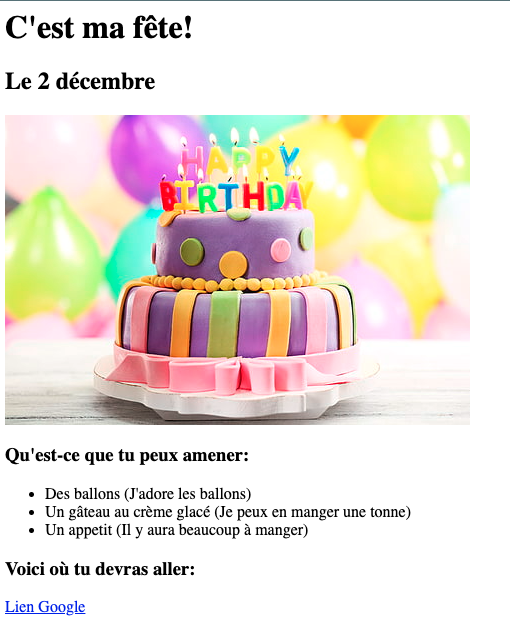 C'est ma fête!
Le 2 décembre
HAPPY
BIRTHDAY
Qu'est-ce que tu peux amener:
Des ballons (J'adore les ballons)
Un gâteau au crème glacé (Je peux en manger une tonne)
Un appetit (Il y aura beaucoup à manger)
Voici où tu devras aller:
Lien Google